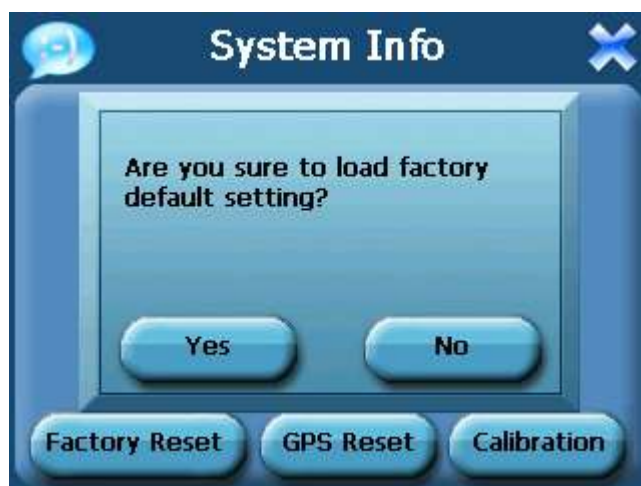 System Info
Are you sure to load factory
default setting?
Yes
No
Factory Reset
GPS Reset
Calibration